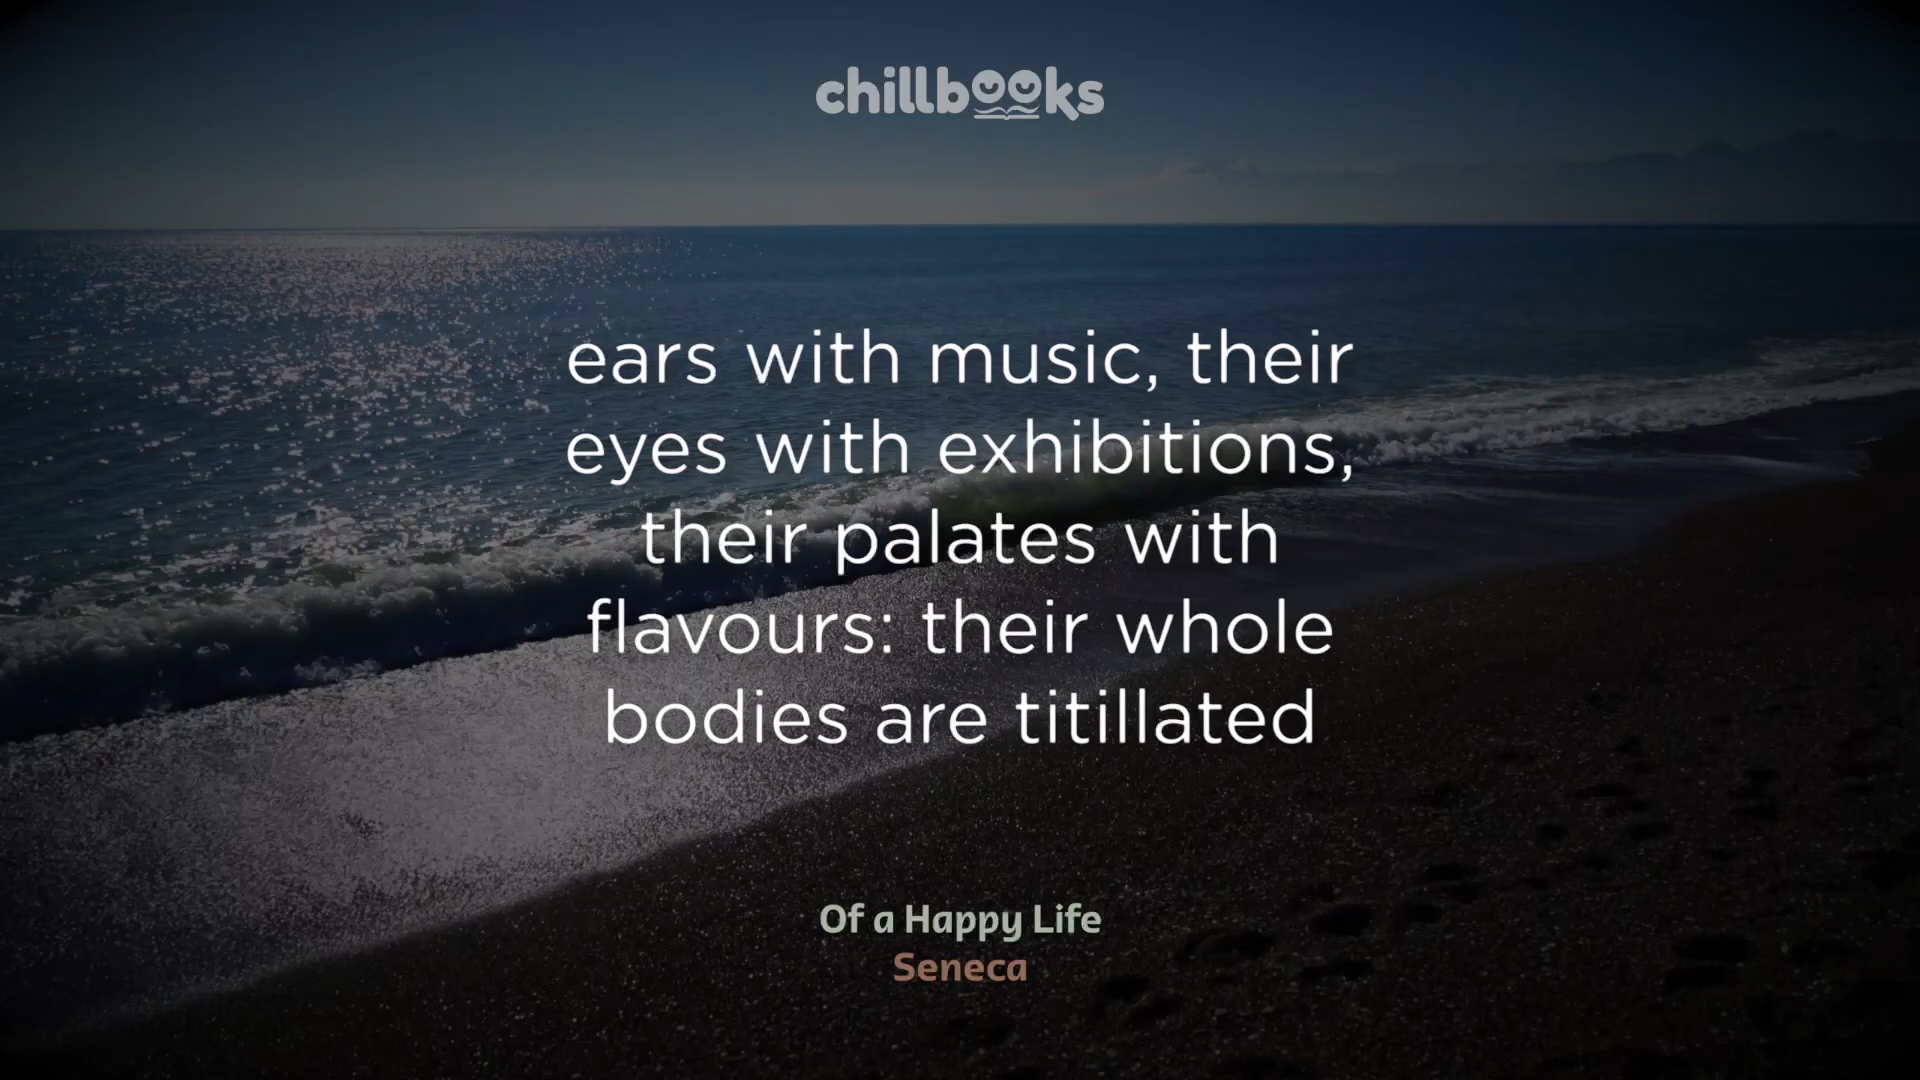 chillbooks
ears with music, their
eyes with exhibitions,
their palates with
flavours: their whole
bodies are titillated
Of a Happy Life
Seneca